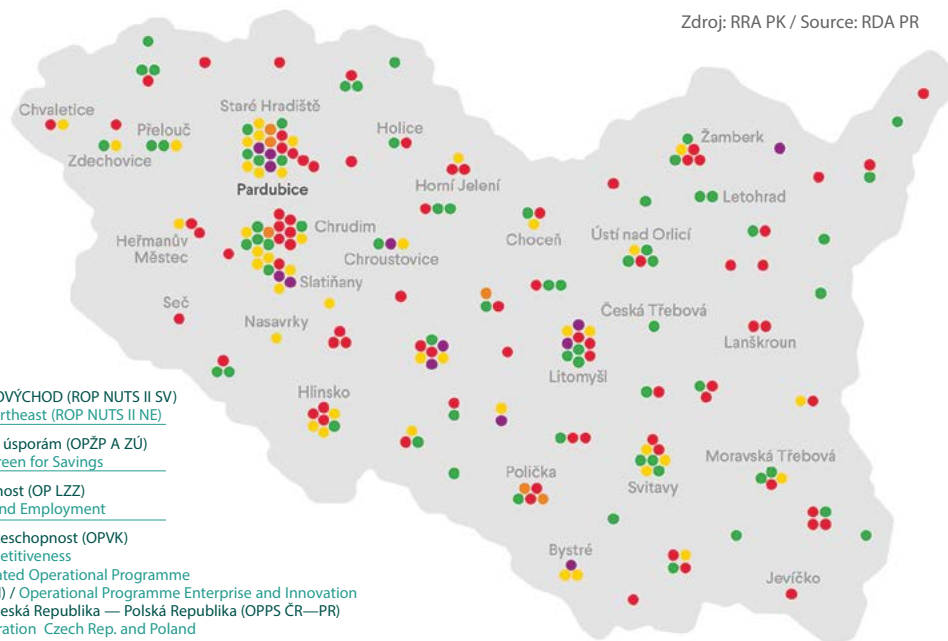 Zdroj: RRA PK / Source: RDA PR
Chvaletice
Staré Hradiště
Přelouč
Holice
Žamberk
Zdechovice
Pardubice
Horní Jelení
Letohrad
Chrudim
Choceň
Ústí nad Orlicí
Heřmanův
Městec
Chroustovice
Slatiňany
Seč
Nasavrky
Česká Třebová
Lanškroun
Litomyšl
Hlinsko
OVÝCHOD (ROP NUTS II SV)
rtheast (ROP NUTS II NE)
úsporám (OPŽP A ZÚ)
reen for Savings
Moravská Třebová
Polička
Svitavy
nost (OP LZZ)
nd Employment
eschopnost (OPVK)
petitiveness
Bystré
Jevíčko
ated Operational Programme
) / Operational Programme Enterprise and Innovation
eská Republika — Polská Republika (OPPS ČR—PR)
ration Czech Rep. and Poland